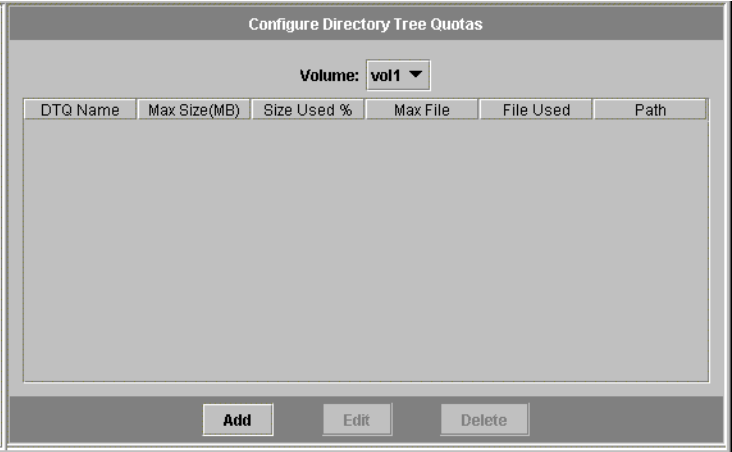 Configure Directory Tree Quotas
Volume: vol1
DTQ Name Max Size(MB) Size Used % Max File File Used Path
Add Edit Delete